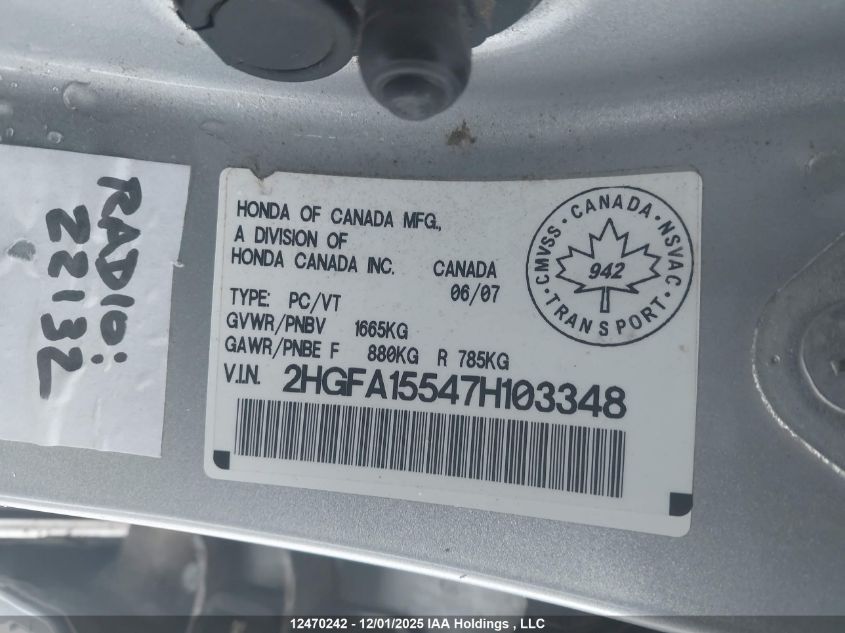 RADIO:
22132
HONDA OF CANADA MFG.,
A DIVISION OF
HONDA CANADA INC. CANADA
06/07
TYPE: PC/VT
GVWR/PNBV 1665KG
GAWR/PNBE F 880KG R 785KG
V.I.N. 2HGFA15547H103348
CMVSS · CANADA · NSVAC · TRANSPORT ·
942
12470242 - 12/01/2025 IAA Holdings , LLC